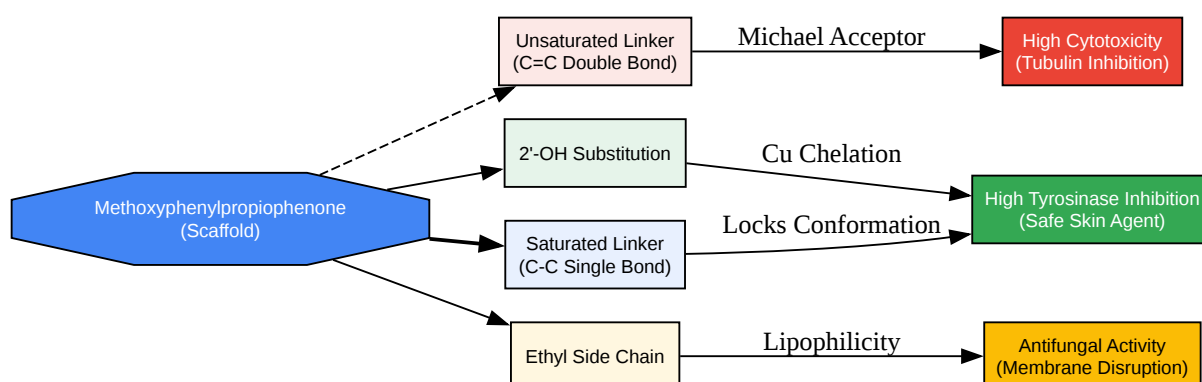 Methoxyphenylpropiophenone
(Scaffold)
Unsaturated Linker
(C=C Double Bond)
Michael Acceptor
High Cytotoxicity
(Tubulin Inhibition)
2'-OH Substitution
Cu Chelation
High Tyrosinase Inhibition
(Safe Skin Agent)
Saturated Linker
(C-C Single Bond)
Locks Conformation
Ethyl Side Chain
Lipophilicity
Antifungal Activity
(Membrane Disruption)